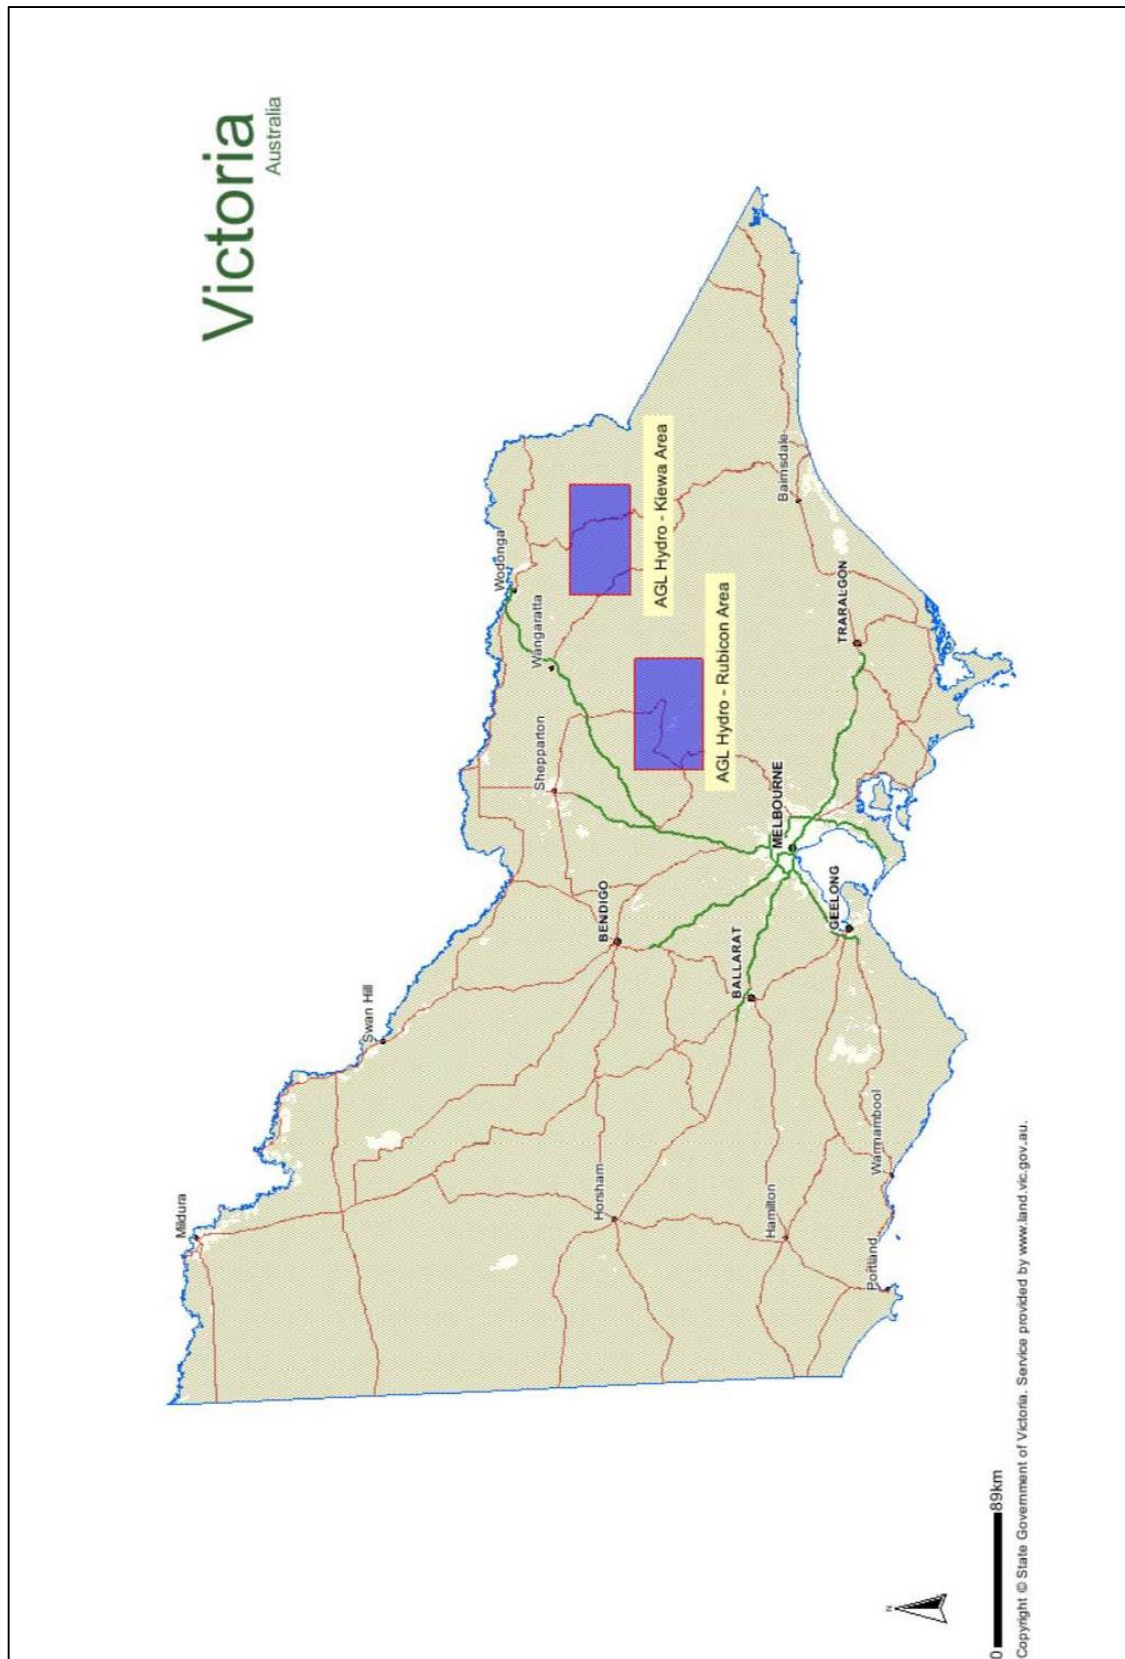 Victoria
Australia
Mildura
Swan Hill
Wodonga
Wangaratta
Shepparton
AGL Hydro - Kiewa Area
BENDIGO
Horsham
AGL Hydro - Rubicon Area
BALLARAT
MELBOURNE
Bairnsdale
Hamilton
GEELONG
TRARALGON
Portland
Warrnambool
N
0
89km
Copyright © State Government of Victoria. Service provided by www.land.vic.gov.au.